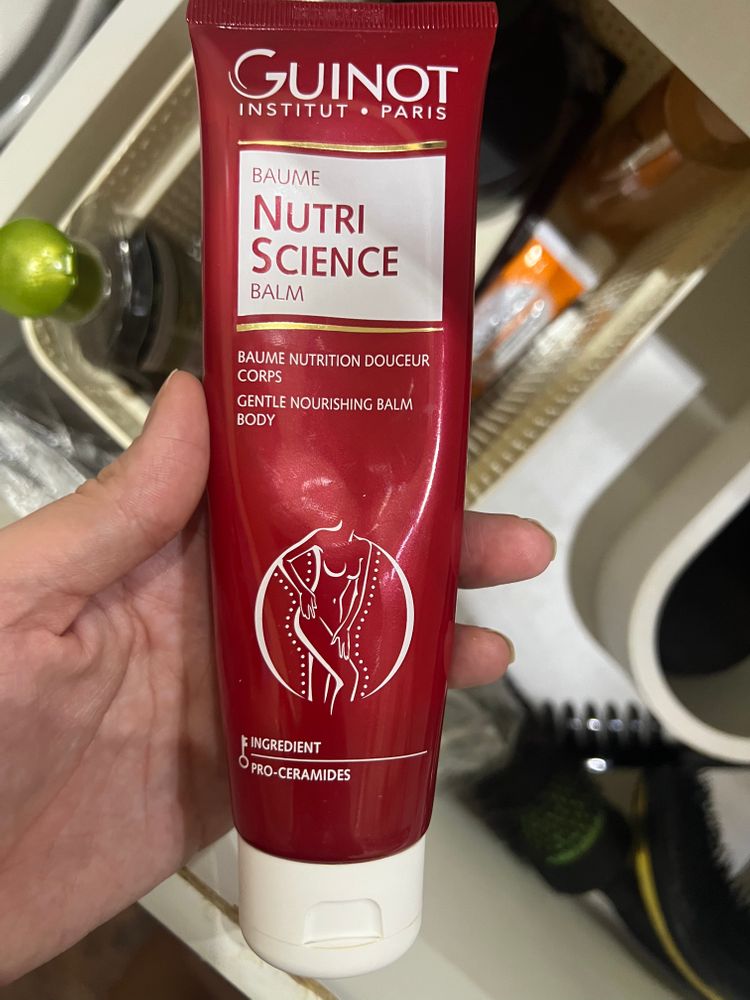 GUINOT
INSTITUT • PARIS
BAUME
NUTRI
SCIENCE
BALM
BAUME NUTRITION DOUCEUR
CORPS
GENTLE NOURISHING BALM
BODY
INGREDIENT
PRO-CERAMIDES